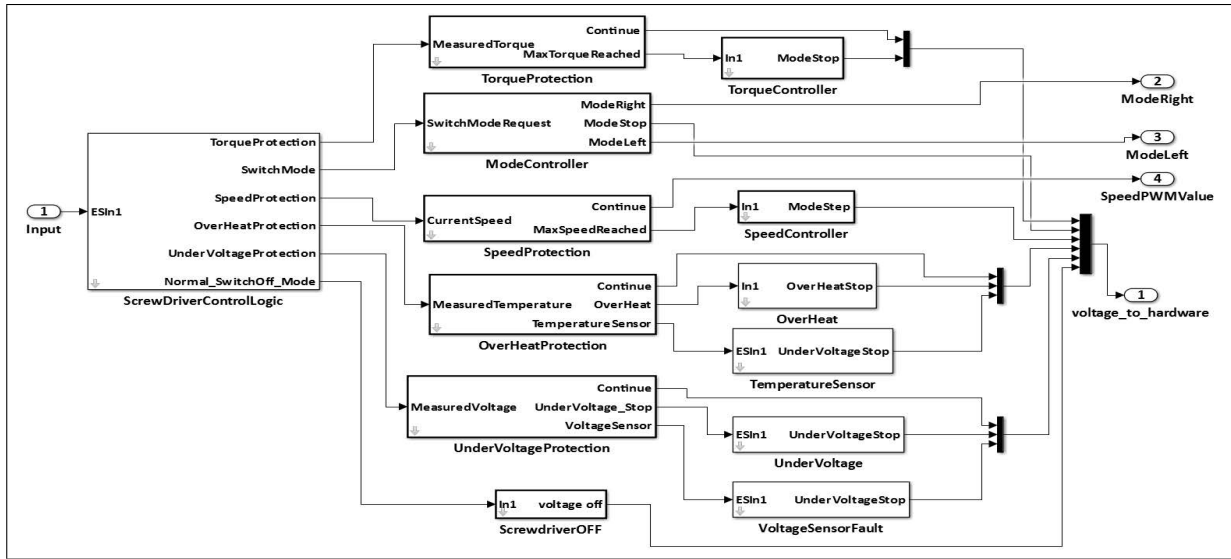 Continue
MeasuredTorque
MaxTorqueReached
TorqueProtection
In1 ModeStop
TorqueController
2
ModeRight
ModeRight
SwitchModeRequest ModeStop
ModeLeft
ModeController
3
ModeLeft
TorqueProtection
SwitchMode
1
Input
ESIn1 SpeedProtection
OverHeatProtection
UnderVoltageProtection
Normal_SwitchOff_Mode
ScrewDriverControlLogic
Continue
CurrentSpeed
MaxSpeedReached
SpeedProtection
In1 ModeStep
SpeedController
4
SpeedPWMValue
Continue
MeasuredTemperature OverHeat
TemperatureSensor
OverHeatProtection
In1 OverHeatStop
OverHeat
ESIn1 UnderVoltageStop
TemperatureSensor
1
voltage_to_hardware
Continue
MeasuredVoltage UnderVoltage_Stop
VoltageSensor
UnderVoltageProtection
ESIn1 UnderVoltageStop
UnderVoltage
ESIn1 UnderVoltageStop
VoltageSensorFault
In1 voltage off
ScrewdriverOFF